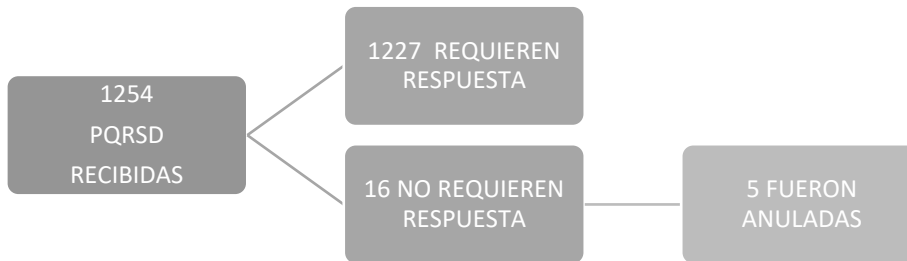 1254
PQRSD
RECIBIDAS
1227 REQUIEREN
RESPUESTA
16 NO REQUIEREN
RESPUESTA
5 FUERON
ANULADAS